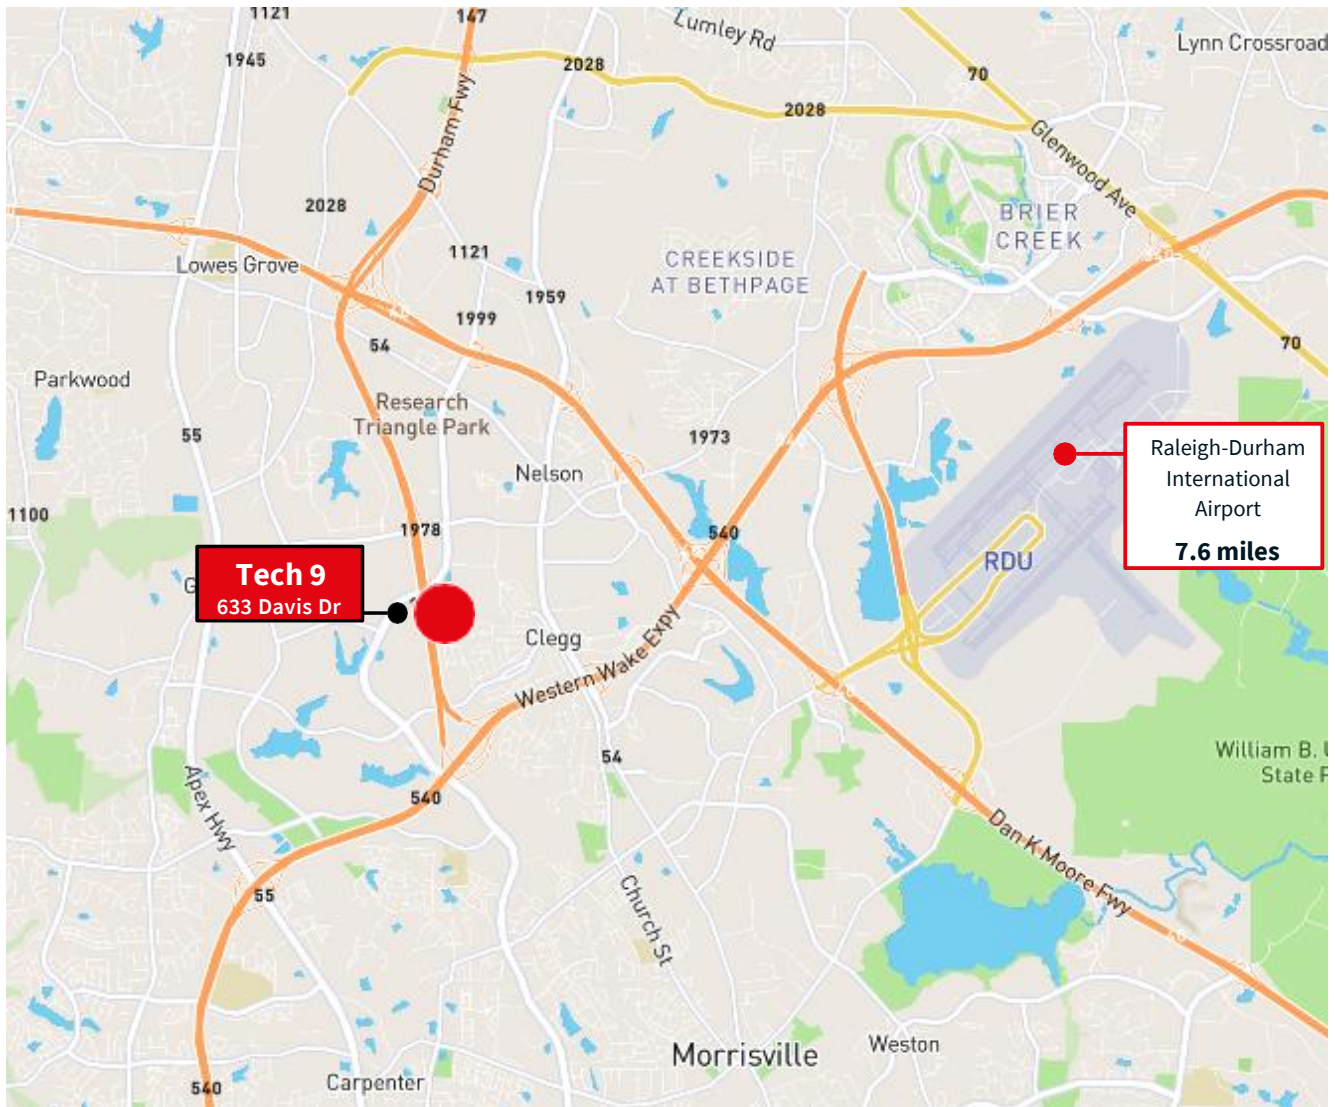 1121
147
Lumley Rd
Lynn Crossroad
1945
2028
70
2028
Durham Fwy
Glenwood Ave
2028
BRIER
CREEK
1121
CREEKSIDE
AT BETHPAGE
Lowes Grove
1959
1999
54
70
Parkwood
Research
Triangle Park
55
1973
Raleigh-Durham
International
Airport
7.6 miles
Nelson
1100
1978
540
RDU
Tech 9
633 Davis Dr
G
Clegg
Western Wake Expy
54
William B. U
State P
Apex Hwy
540
Dan K Moore Fwy
55
Church St
Morrisville
Weston
540
Carpenter